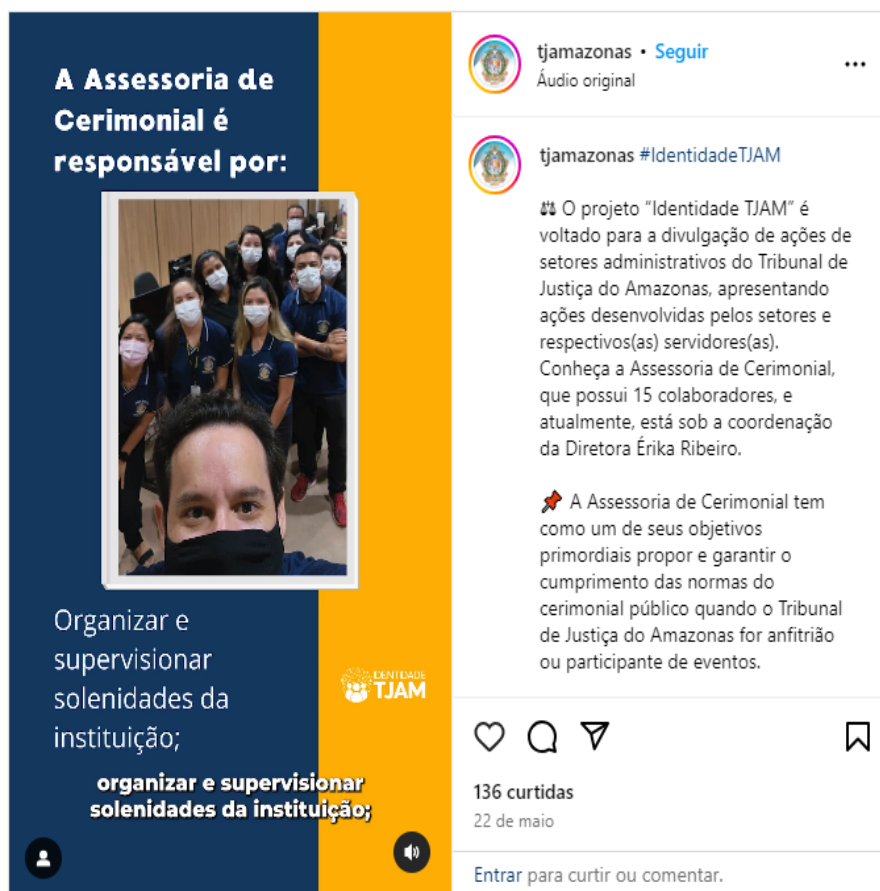 A Assessoria de
Cerimonial é
responsável por:
Organizar e
supervisionar
solenidades da
instituição;
IDENTIDADE
TJAM
organizar e supervisionar
solenidades da instituição;
tjamazonas • Seguir
Áudio original
tjamazonas #IdentidadeTJAM
O projeto “Identidade TJAM” é
voltado para a divulgação de ações de
setores administrativos do Tribunal de
Justiça do Amazonas, apresentando
ações desenvolvidas pelos setores e
respectivos(as) servidores(as).
Conheça a Assessoria de Cerimonial,
que possui 15 colaboradores, e
atualmente, está sob a coordenação
da Diretora Érika Ribeiro.
A Assessoria de Cerimonial tem
como um de seus objetivos
primordiais propor e garantir o
cumprimento das normas do
cerimonial público quando o Tribunal
de Justiça do Amazonas for anfitrião
ou participante de eventos.
136 curtidas
22 de maio
Entrar para curtir ou comentar.